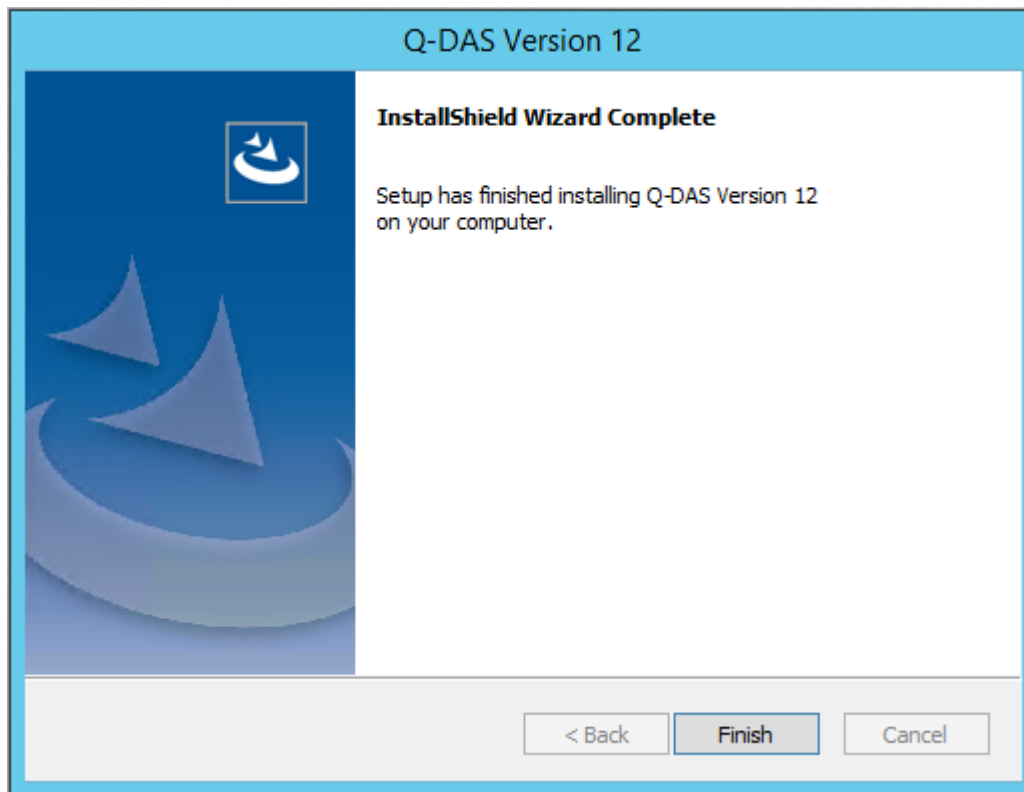 Q-DAS Version 12
InstallShield Wizard Complete
Setup has finished installing Q-DAS Version 12
on your computer.
< Back
Finish
Cancel